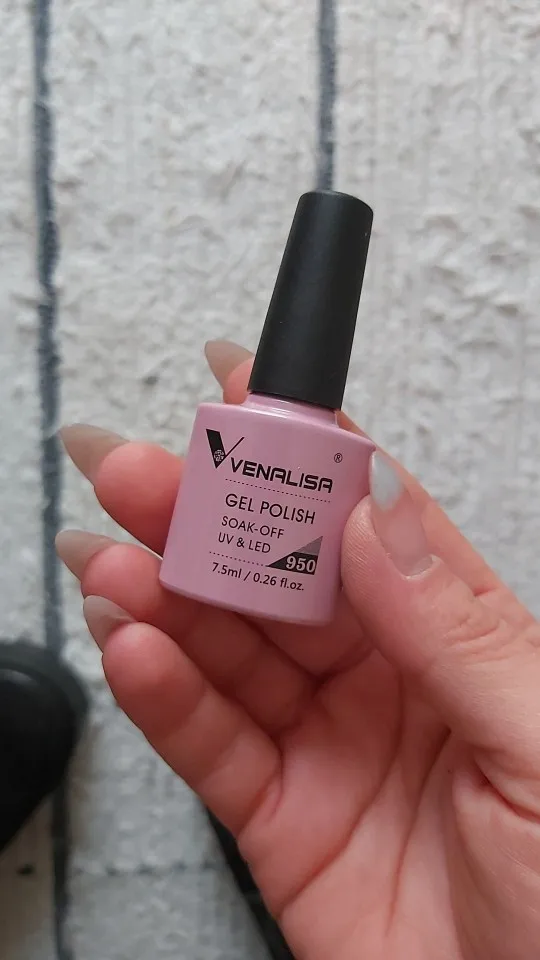 VENALISA ®
GEL POLISH
SOAK-OFF
UV & LED
950
7.5ml / 0.26 fl.oz.